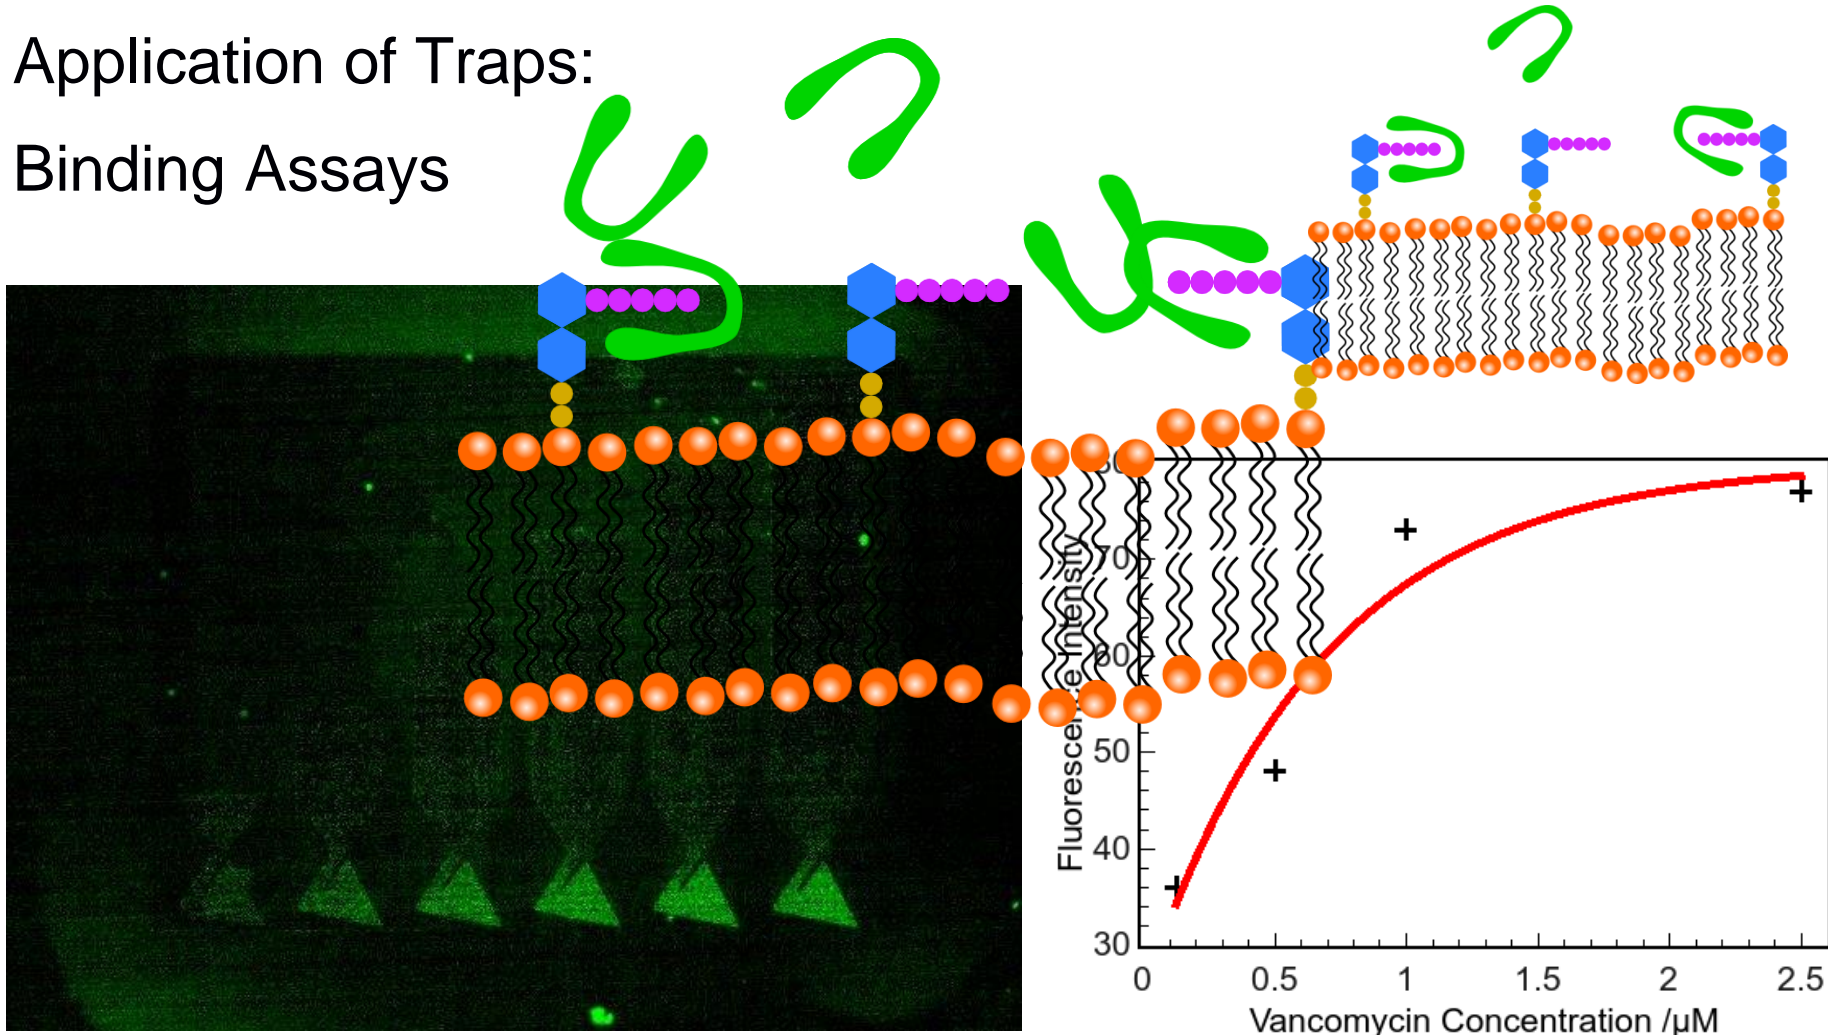 Application of Traps:
Binding Assays
Fluorescence Intensity
80
70
60
50
40
30
0 0.5 1 1.5 2 2.5
Vancomycin Concentration /µM